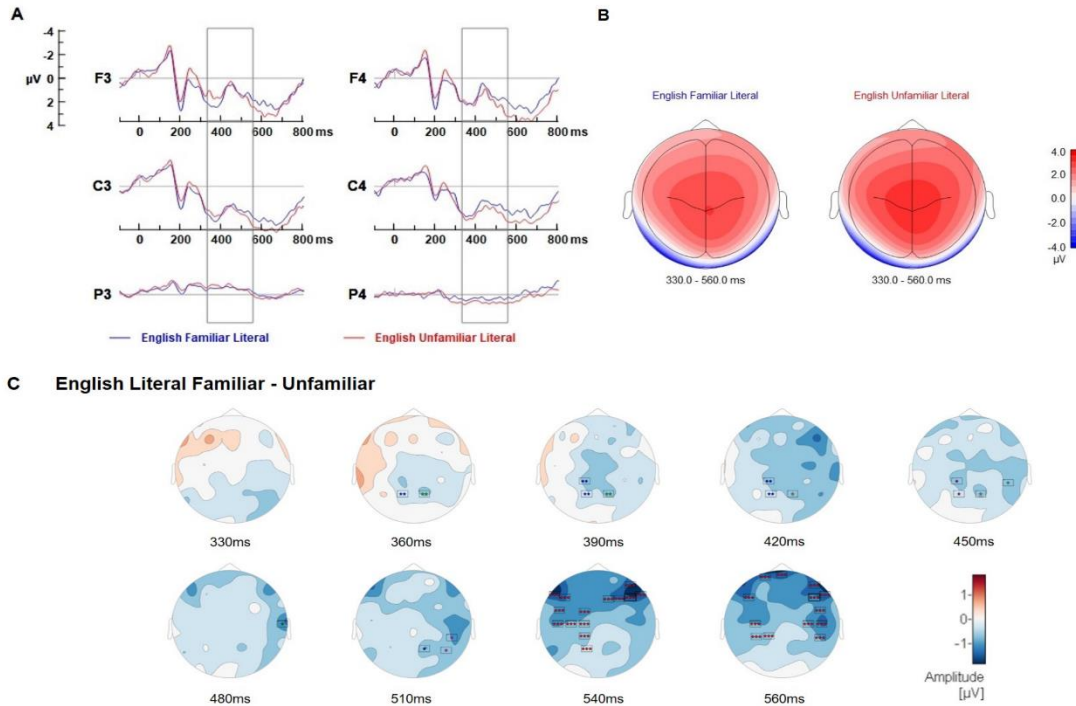 A
-4
-2
µV 0
2
4
F3
0 200 400 600 800 ms
F4
0 200 400 600 800 ms
C3
0 200 400 600 800 ms
C4
0 200 400 600 800 ms
P3
P4
English Familiar Literal
English Unfamiliar Literal
B
English Familiar Literal
English Unfamiliar Literal
330.0 - 560.0 ms
330.0 - 560.0 ms
4.0
2.0
0.0
-2.0
-4.0
µV
C English Literal Familiar - Unfamiliar
330ms
360ms
390ms
420ms
450ms
480ms
510ms
540ms
560ms
1
-1
Amplitude
[µV]